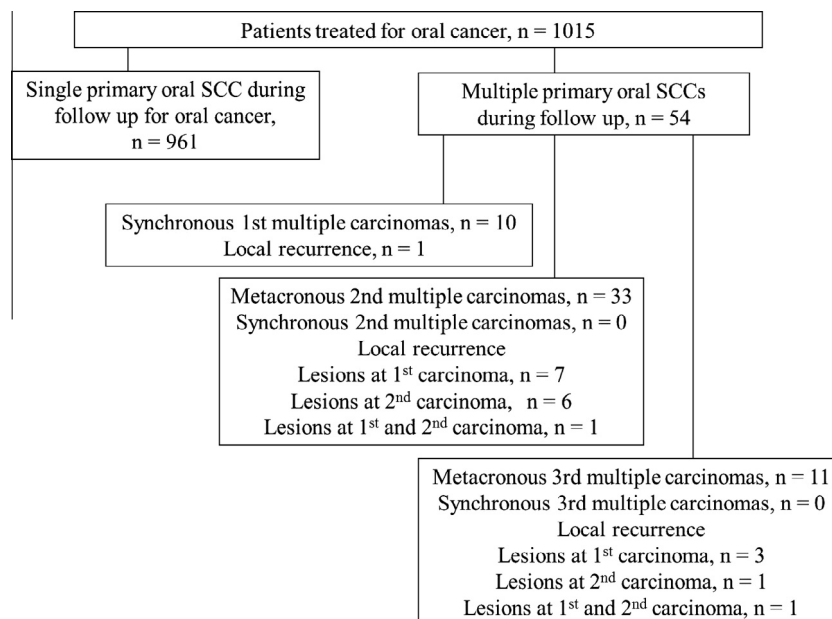 Patients treated for oral cancer, n = 1015
Single primary oral SCC during
follow up for oral cancer,
n = 961
Multiple primary oral SCCs
during follow up, n = 54
Synchronous 1st multiple carcinomas, n = 10
Local recurrence, n = 1
Metacronous 2nd multiple carcinomas, n = 33
Synchronous 2nd multiple carcinomas, n = 0
Local recurrence
Lesions at 1st carcinoma, n = 7
Lesions at 2nd carcinoma, n = 6
Lesions at 1st and 2nd carcinoma, n = 1
Metacronous 3rd multiple carcinomas, n = 11
Synchronous 3rd multiple carcinomas, n = 0
Local recurrence
Lesions at 1st carcinoma, n = 3
Lesions at 2nd carcinoma, n = 1
Lesions at 1st and 2nd carcinoma, n = 1